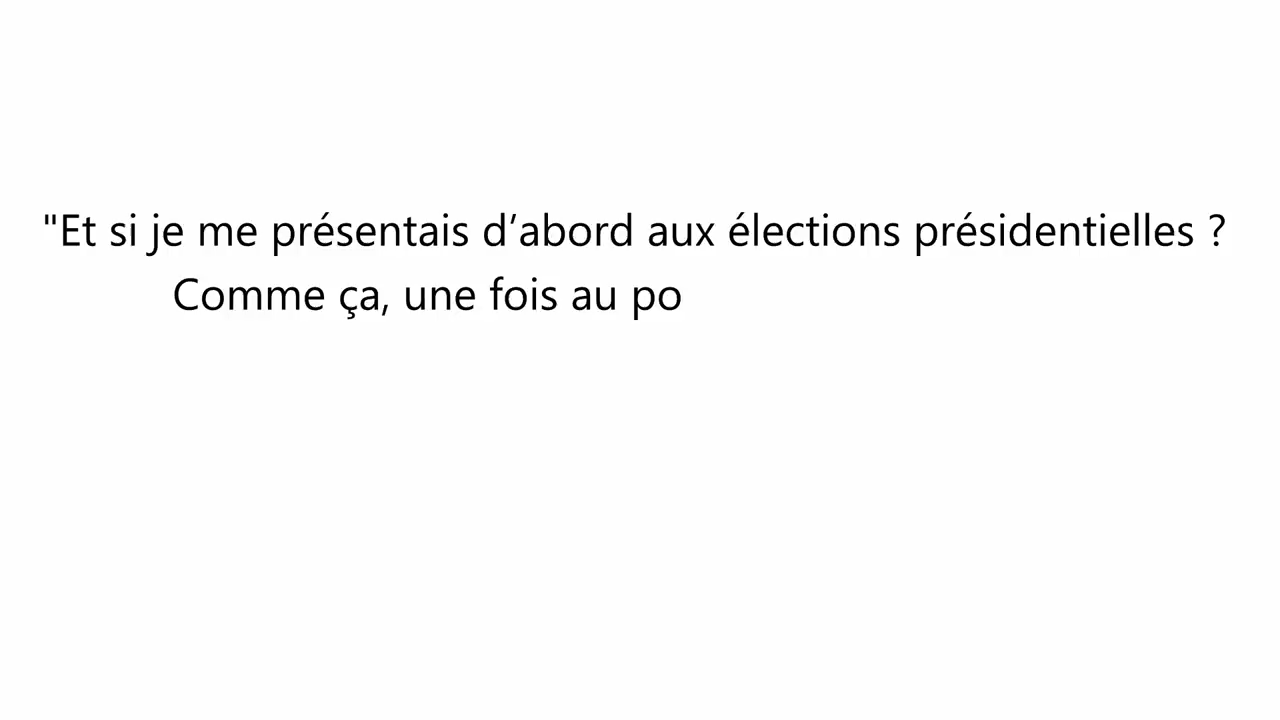 "Et si je me présentais d’abord aux élections présidentielles ?
Comme ça, une fois au po